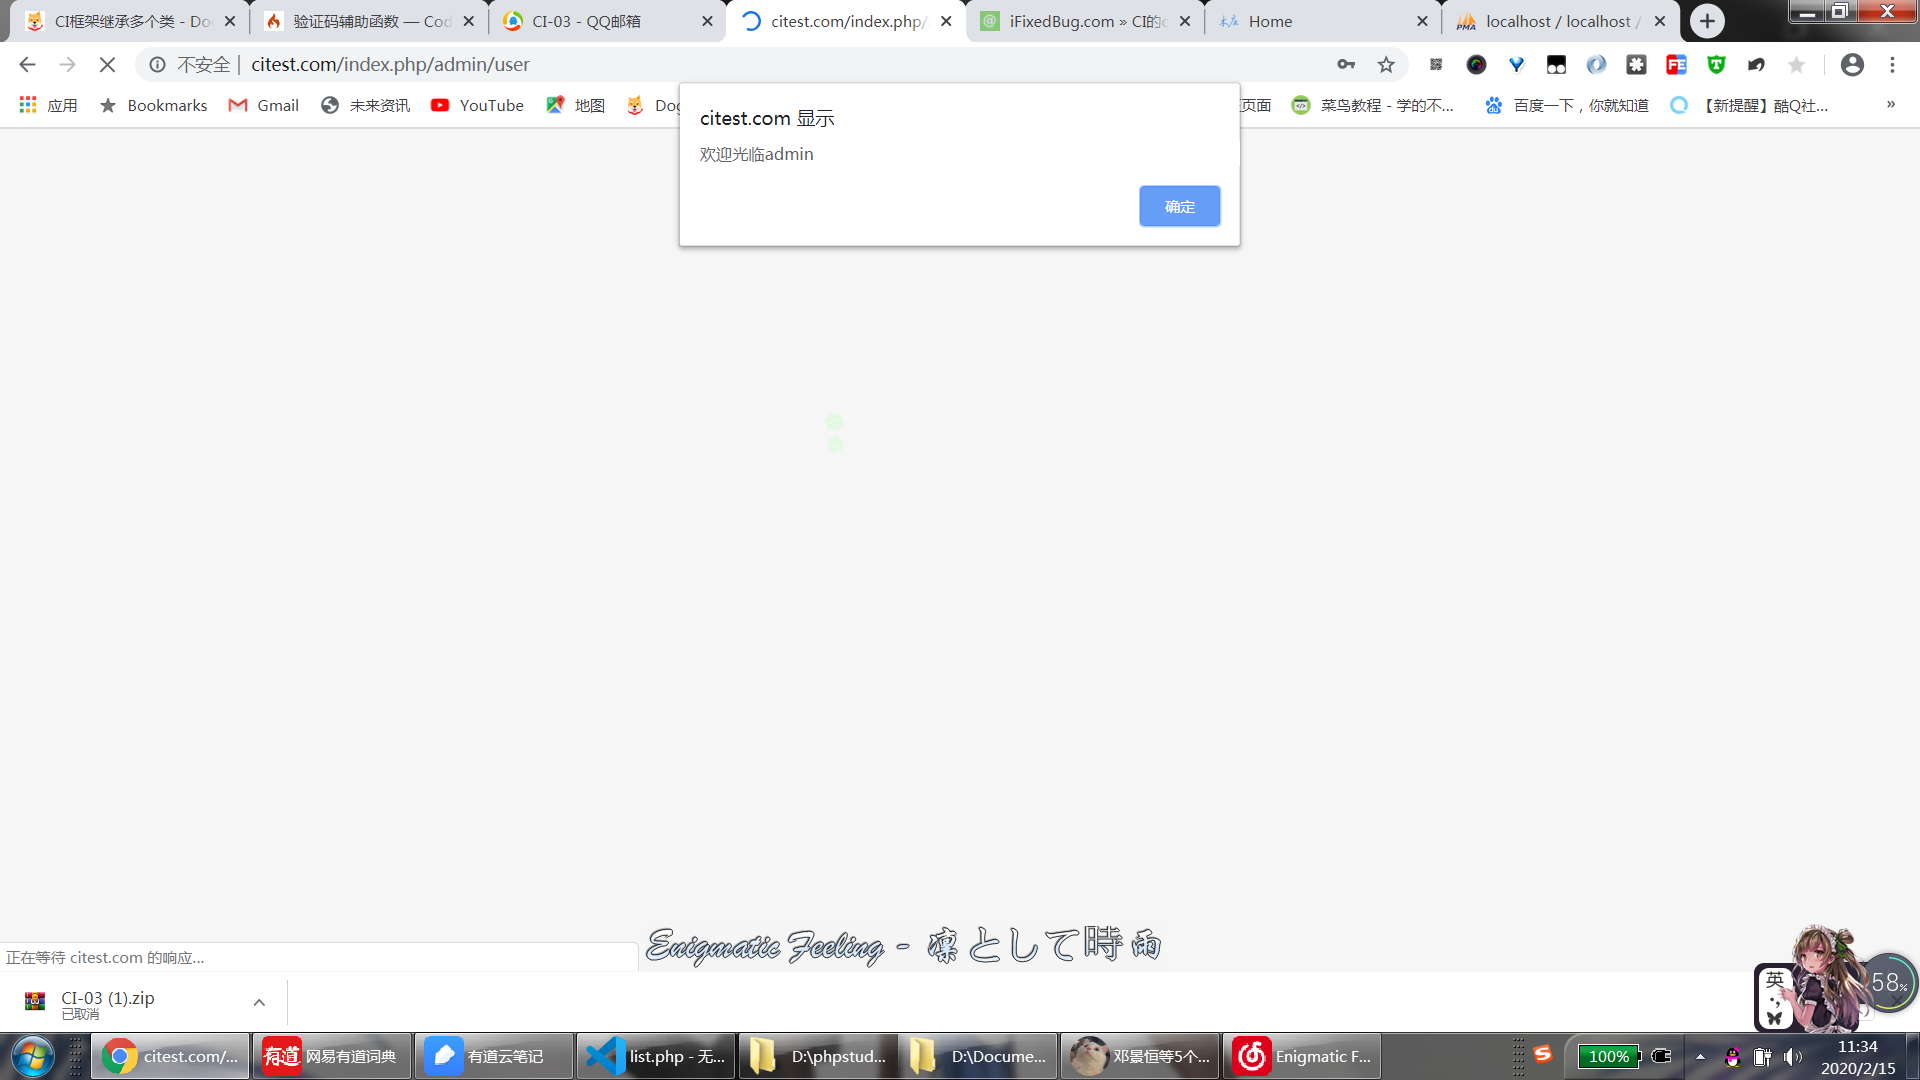 CI框架继承多个类 - Do
验证码辅助函数 — Cod
CI-03 - QQ邮箱
citest.com/index.php/
iFixedBug.com » CI的
Home
localhost / localhost /
不安全
citest.com/index.php/admin/user
应用
Bookmarks
Gmail
未来资讯
YouTube
地图
页面
菜鸟教程 - 学的不...
百度一下，你就知道
【新提醒】酷Q社...
»
citest.com 显示
欢迎光临admin
确定
Enigmatic Feeling - 凛として時雨
正在等待 citest.com 的响应...
CI-03 (1).zip
已取消
英
58%
citest.com/...
有道
网易有道词典
有道云笔记
list.php - 无...
D:\phpstud...
D:\Docume...
邓景恒等5个...
Enigmatic F...
100%
11:34
2020/2/15